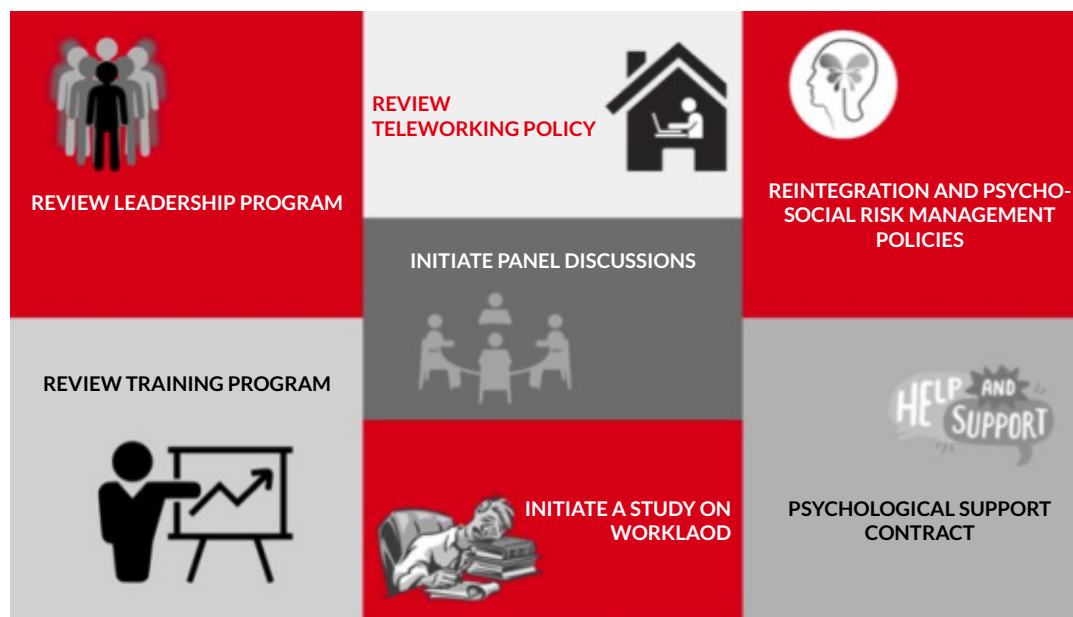 REVIEW LEADERSHIP PROGRAM
REVIEW TRAINING PROGRAM
REVIEW
TELEWORKING POLICY
INITIATE PANEL DISCUSSIONS
INITIATE A STUDY ON
WORKLAOD
REINTEGRATION AND PSYCHO-
SOCIAL RISK MANAGEMENT
POLICIES
HELP AND
SUPPORT
PSYCHOLOGICAL SUPPORT
CONTRACT